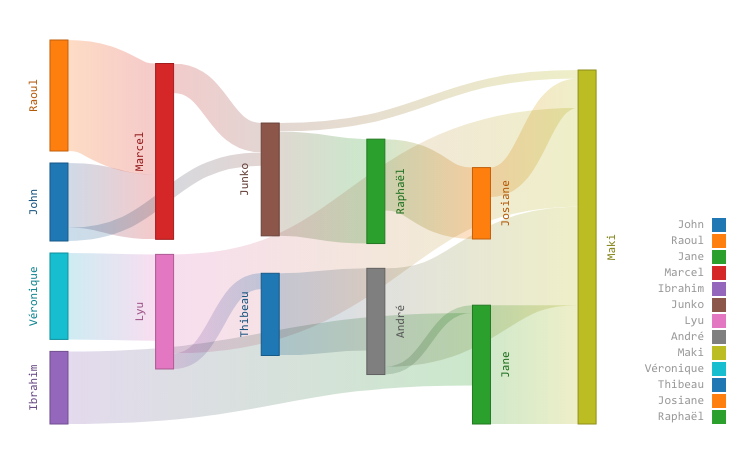 Raoul
John
Véronique
Ibrahim
Marcel
Lyu
Junko
Thibeau
Raphaël
André
Josiane
Jane
Maki
John
Raoul
Jane
Marcel
Ibrahim
Junko
Lyu
André
Maki
Véronique
Thibeau
Josiane
Raphaël